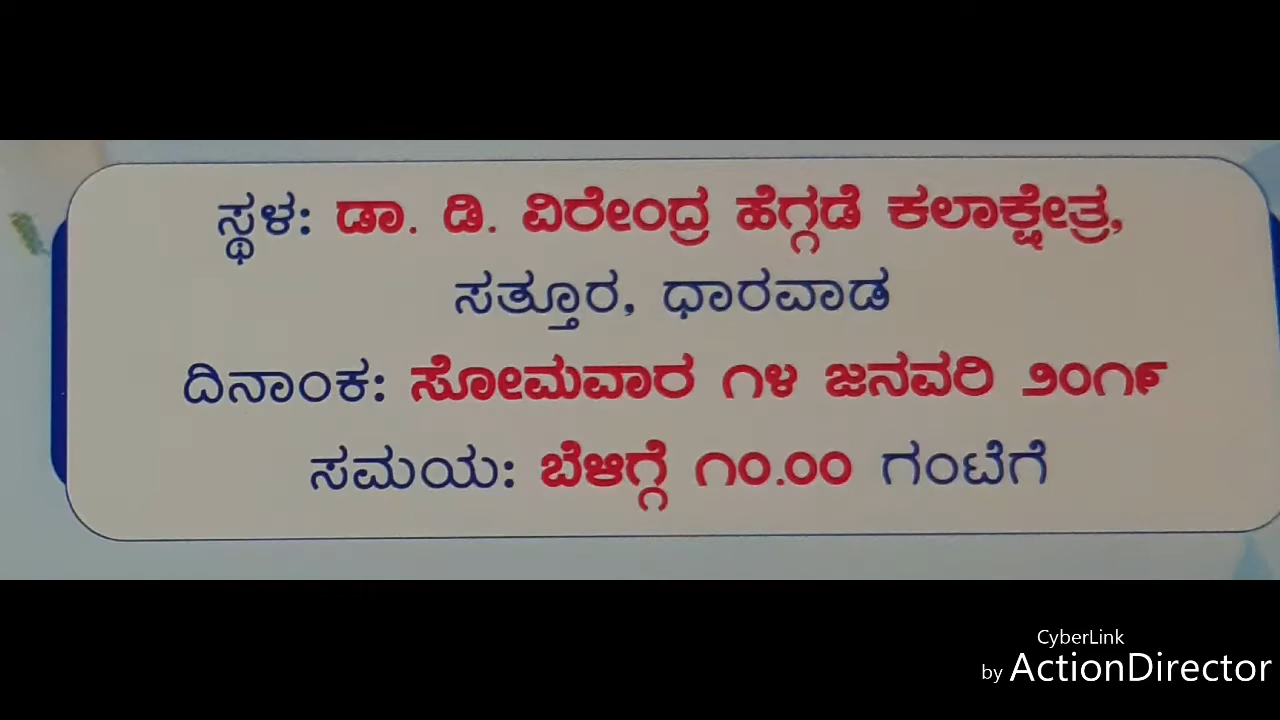 ಸ್ಥಳ: ಡಾ. ಡಿ. ವಿರೇಂದ್ರ ಹೆಗ್ಗಡೆ ಕಲಾಕ್ಷೇತ್ರ,
ಸತ್ತೂರ, ಧಾರವಾಡ
ದಿನಾಂಕ: ಸೋಮವಾರ ೧೪ ಜನವರಿ ೨೦೧೯
ಸಮಯ: ಬೆಳಿಗ್ಗೆ ೧೦.೦೦ ಗಂಟೆಗೆ
CyberLink
by ActionDirector